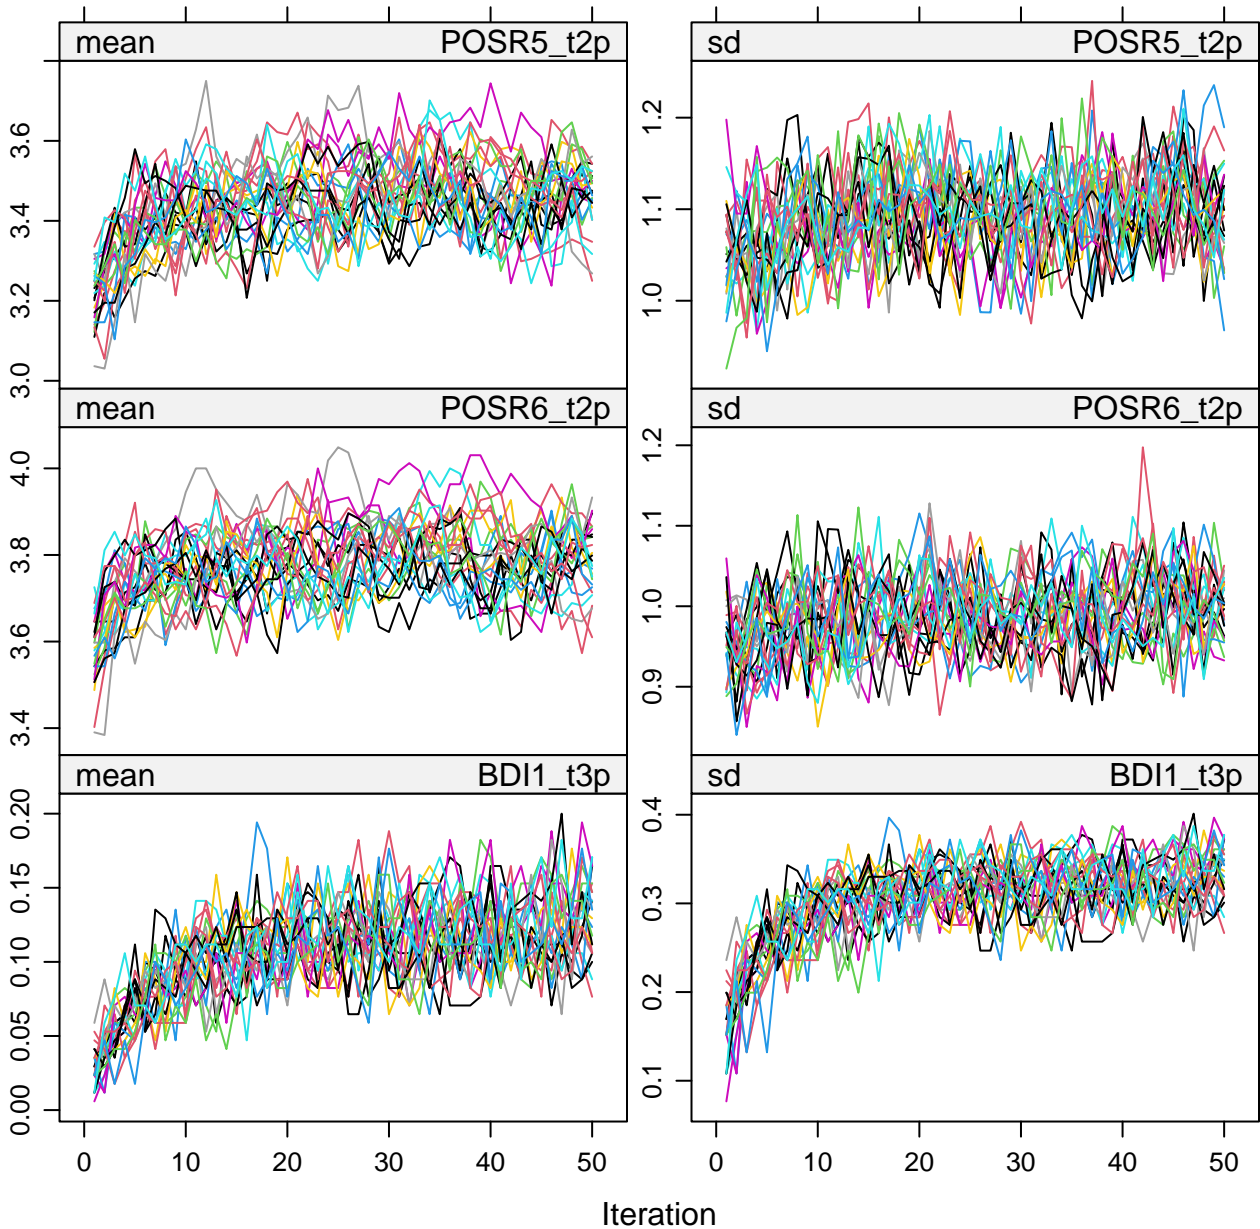 mean POSR5_t2p sd POSR5_t2p
3.0 3.2 3.4 3.6
1.0 1.1 1.2
mean POSR6_t2p sd POSR6_t2p
3.4 3.6 3.8 4.0
0.9 1.0 1.1 1.2
mean BDI1_t3p sd BDI1_t3p
0.00 0.05 0.10 0.15 0.20
0.1 0.2 0.3 0.4
0 10 20 30 40 50 0 10 20 30 40 50
Iteration